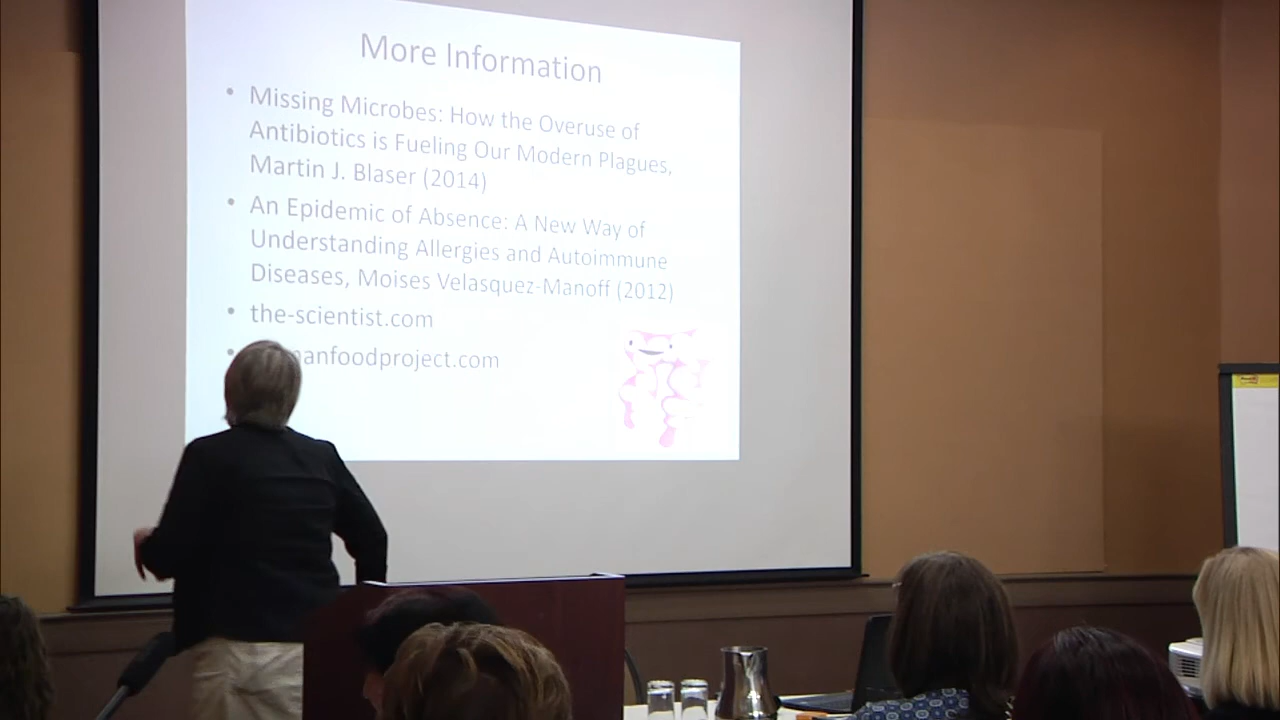 More Information
• Missing Microbes: How the Overuse of
Antibiotics is Fueling Our Modern Plagues,
Martin J. Blaser (2014)
• An Epidemic of Absence: A New Way of
Understanding Allergies and Autoimmune
Diseases, Moises Velasquez-Manoff (2012)
• the-scientist.com
• manfoodproject.com